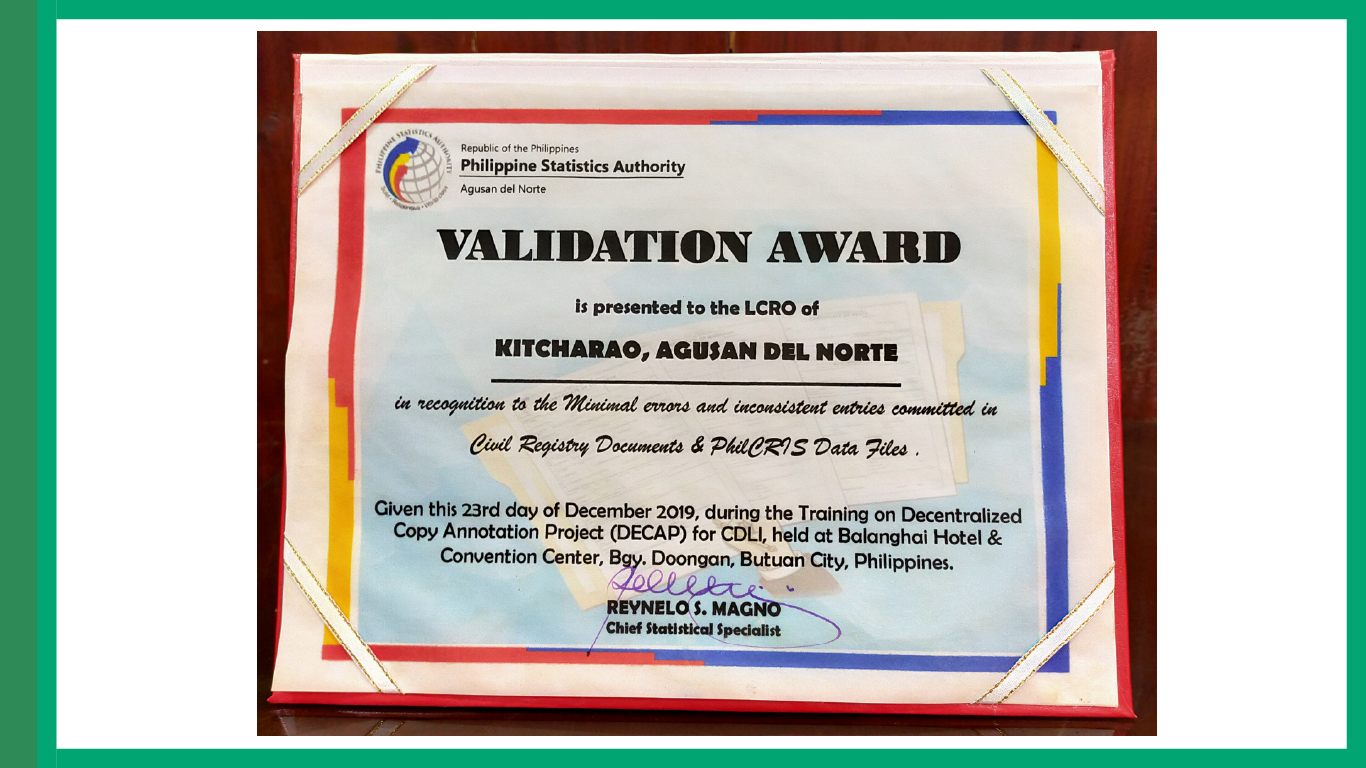 PHILIPPINE STATISTICS AUTHORITY
Republic of the Philippines
Philippine Statistics Authority
Agusan del Norte
VALIDATION AWARD
is presented to the LCRO of
KITCHARAO, AGUSAN DEL NORTE
in recognition to the Minimal errors and inconsistent entries committed in
Civil Registry Documents & PhilCRIS Data Files .
Given this 23rd day of December 2019, during the Training on Decentralized
Copy Annotation Project (DECAP) for CDLI, held at Balanghai Hotel &
Convention Center, Bgy. Doongan, Butuan City, Philippines.
REYNELO S. MAGNO
Chief Statistical Specialist